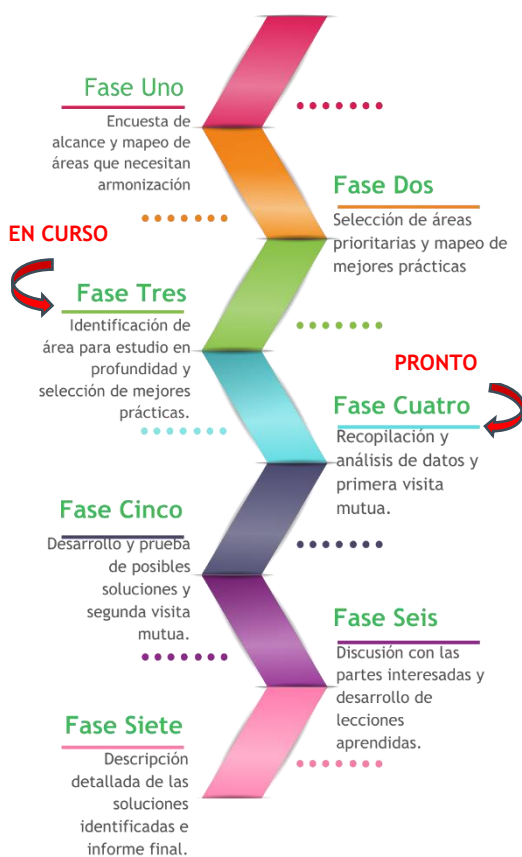 Fase Uno
Encuesta de
alcance y mapeo de
áreas que necesitan
armonización
Fase Dos
Selección de áreas
prioritarias y mapeo de
mejores prácticas
EN CURSO
Fase Tres
Identificación de
área para estudio en
profundidad y
selección de mejores
prácticas.
PRONTO
Fase Cuatro
Recopilación y
análisis de datos y
primera visita
mutua.
Fase Cinco
Desarrollo y prueba
de posibles
soluciones y
segunda visita
mutua.
Fase Seis
Discusión con las
partes interesadas y
desarrollo de
lecciones
aprendidas.
Fase Siete
Descripción
detallada de las
soluciones
identificadas e
informe final.